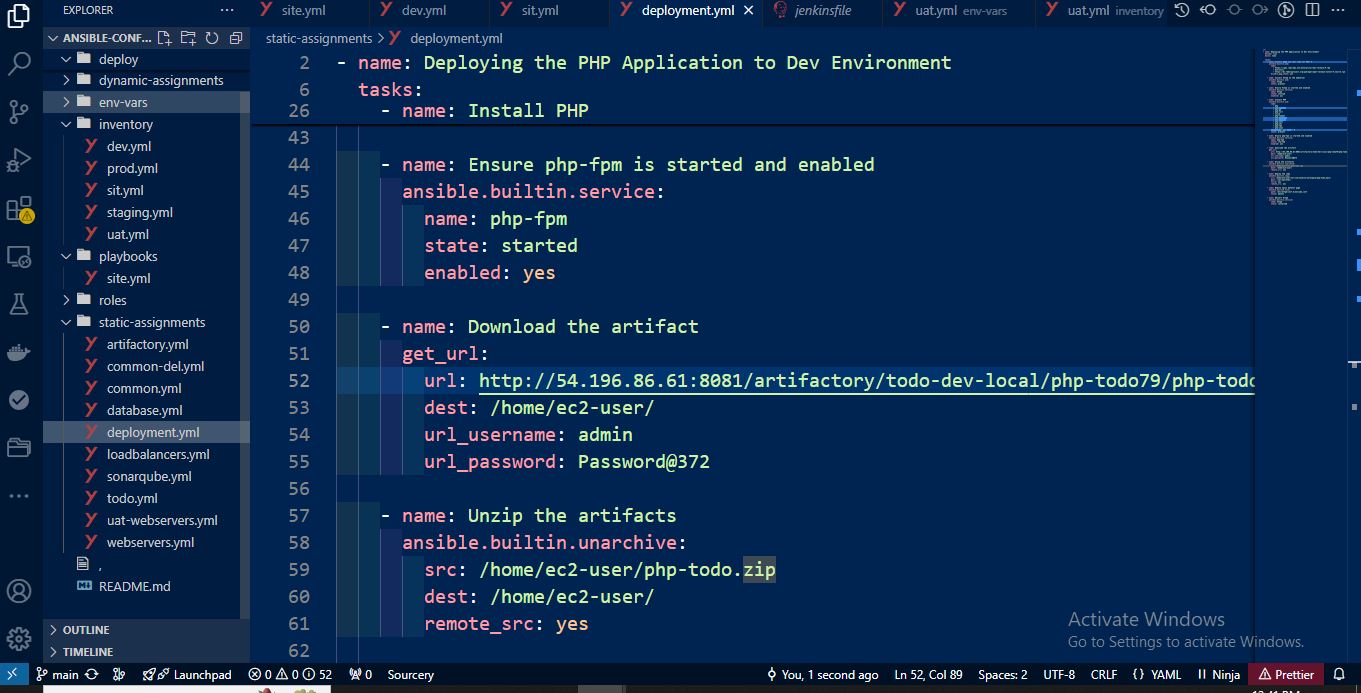 EXPLORER
site.yml
dev.yml
sit.yml
deployment.yml
jenkinsfile
uat.yml env-vars
uat.yml inventory
ANSIBLE-CONF...
static-assignments > deployment.yml
deploy
dynamic-assignments
env-vars
inventory
dev.yml
prod.yml
sit.yml
staging.yml
uat.yml
playbooks
site.yml
roles
static-assignments
artifactory.yml
common-del.yml
common.yml
database.yml
deployment.yml
loadbalancers.yml
sonarqube.yml
todo.yml
uat-webservers.yml
webservers.yml
,
README.md
OUTLINE
TIMELINE
2 - name: Deploying the PHP Application to Dev Environment
6 tasks:
26 - name: Install PHP
43
44 - name: Ensure php-fpm is started and enabled
45 ansible.builtin.service:
46 name: php-fpm
47 state: started
48 enabled: yes
49
50 - name: Download the artifact
51 get_url:
52 url: http://54.196.86.61:8081/artifactory/todo-dev-local/php-todo79/php-todo
53 dest: /home/ec2-user/
54 url_username: admin
55 url_password: Password@372
56
57 - name: Unzip the artifacts
58 ansible.builtin.unarchive:
59 src: /home/ec2-user/php-todo.zip
60 dest: /home/ec2-user/
61 remote_src: yes
62
Activate Windows
Go to Settings to activate Windows.
main Launchpad 0 0 52 0 Sourcery You, 1 second ago Ln 52, Col 89 Spaces: 2 UTF-8 CRLF {} YAML Ninja Prettier